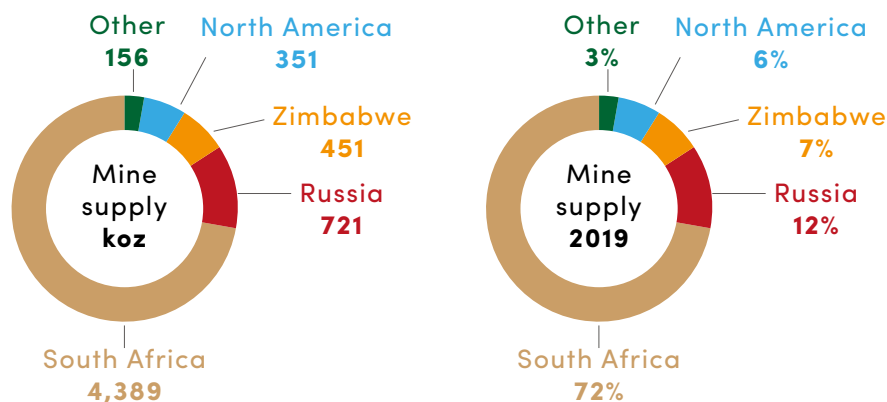 Other
156
North America
351
Zimbabwe
451
Russia
721
Mine
supply
koz
South Africa
4,389
Other
3%
North America
6%
Zimbabwe
7%
Russia
12%
Mine
supply
2019
South Africa
72%